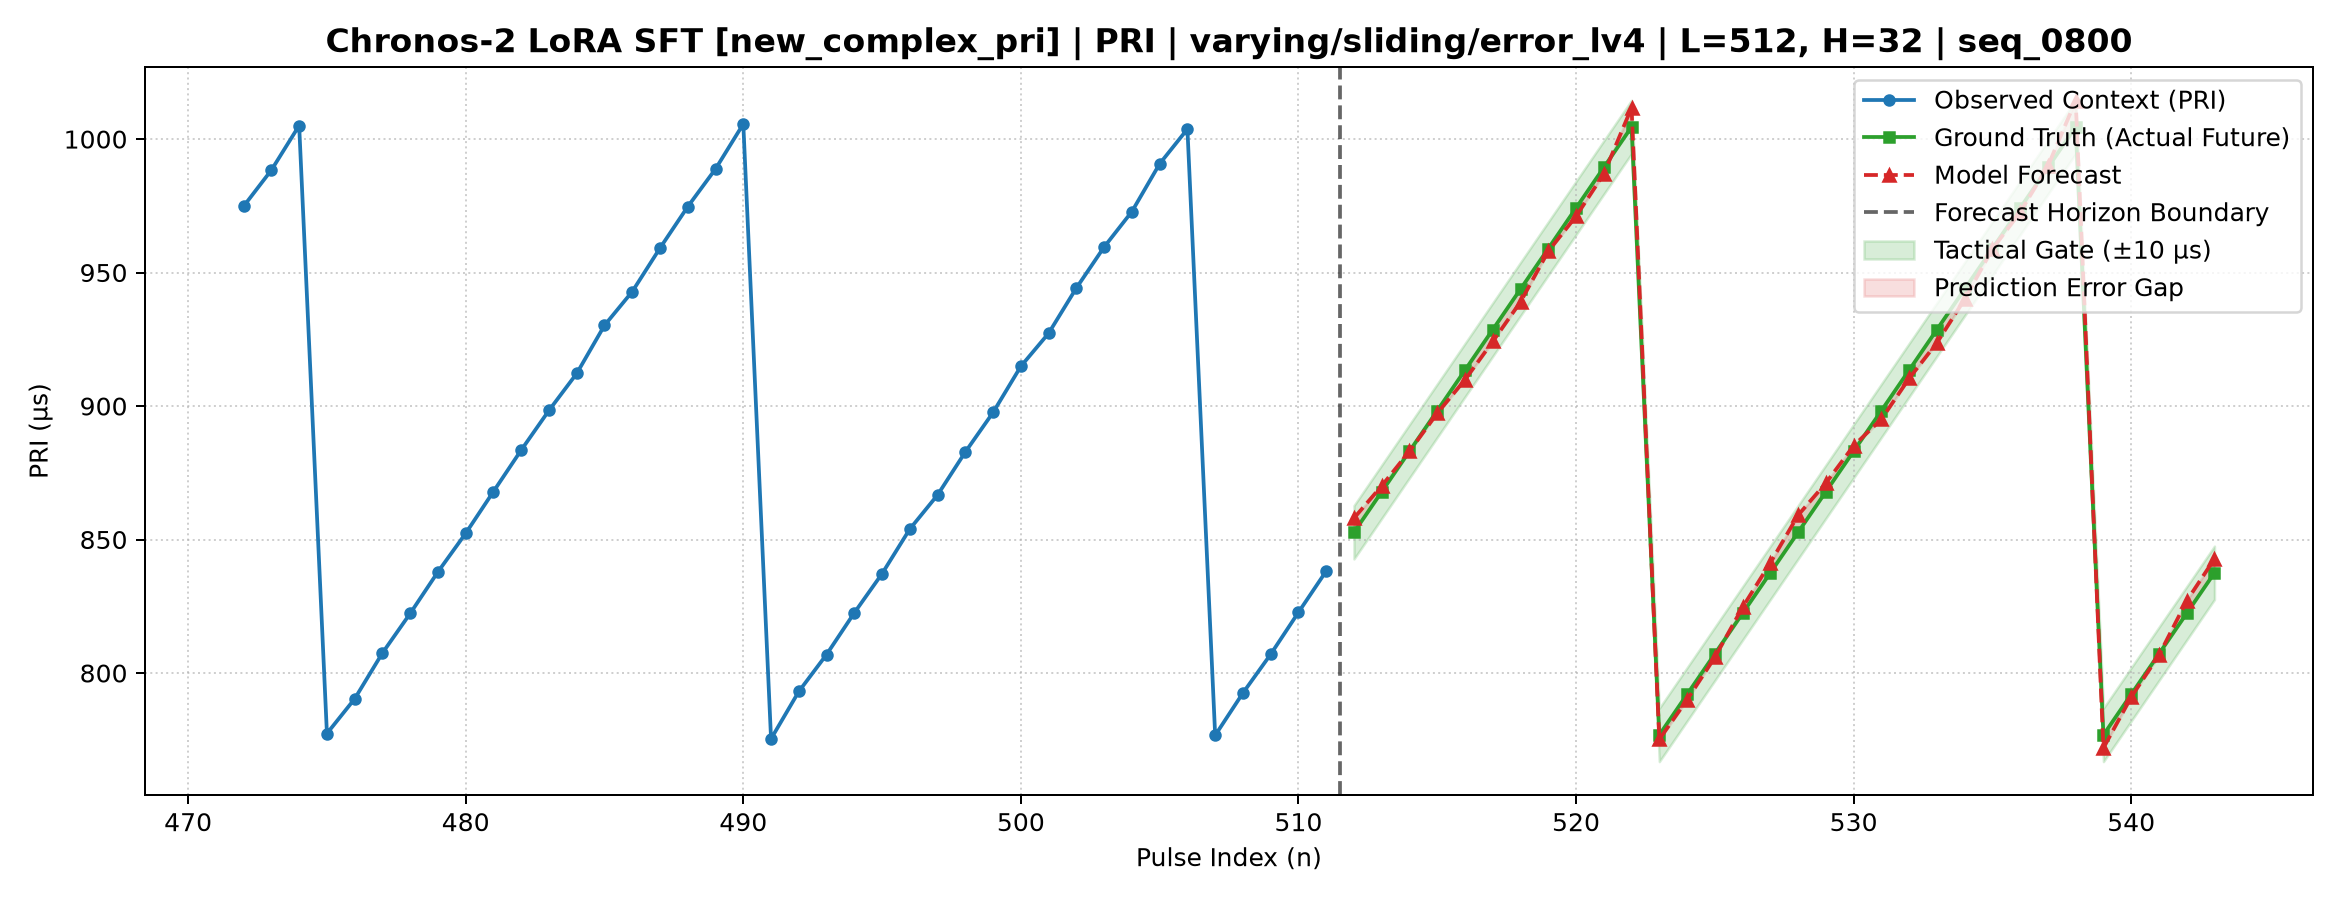 Chronos-2 LoRA SFT [new_complex_pri] | PRI | varying/sliding/error_lv4 | L=512, H=32 | seq_0800
Observed Context (PRI)
Ground Truth (Actual Future)
Model Forecast
Forecast Horizon Boundary
Tactical Gate (±10 µs)
Prediction Error Gap
PRI (µs)
1000
950
900
850
800
470 480 490 500 510 520 530 540
Pulse Index (n)